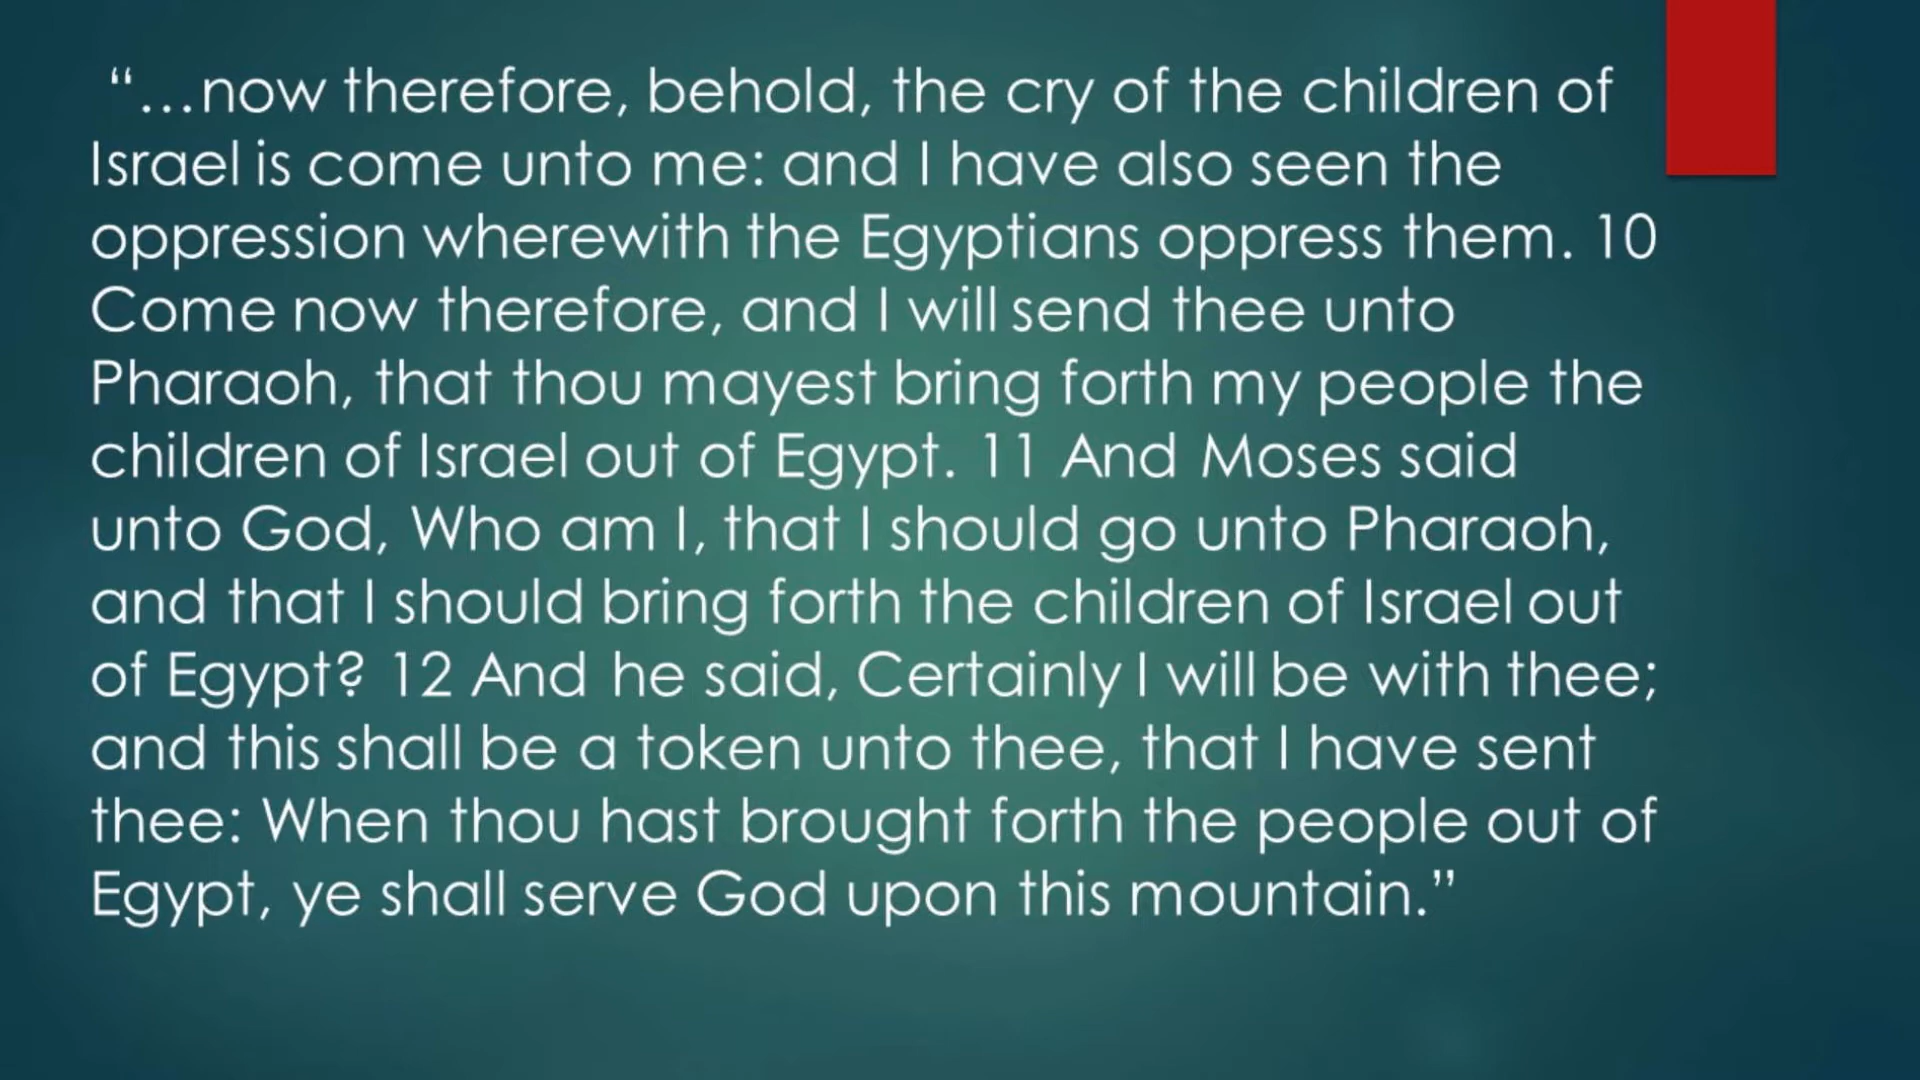 “…now therefore, behold, the cry of the children of
Israel is come unto me: and I have also seen the
oppression wherewith the Egyptians oppress them. 10
Come now therefore, and I will send thee unto
Pharaoh, that thou mayest bring forth my people the
children of Israel out of Egypt. 11 And Moses said
unto God, Who am I, that I should go unto Pharaoh,
and that I should bring forth the children of Israel out
of Egypt? 12 And he said, Certainly I will be with thee;
and this shall be a token unto thee, that I have sent
thee: When thou hast brought forth the people out of
Egypt, ye shall serve God upon this mountain.”